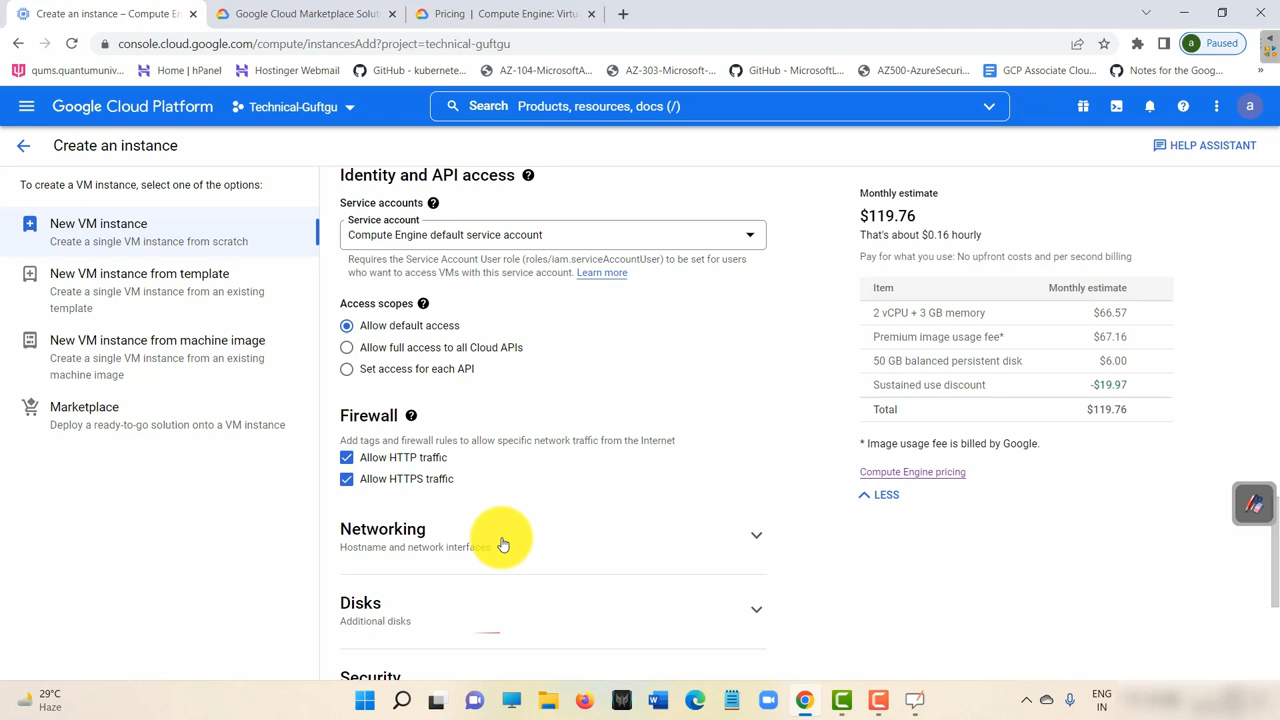 Create an instance – Compute En
Google Cloud Marketplace Soluti
Pricing | Compute Engine: Virtu
console.cloud.google.com/compute/instancesAdd?project=technical-guftgu
a
Paused
qums.quantumuniv...
Home | hPanel
Hostinger Webmail
GitHub - kubernete...
AZ-104-MicrosoftA...
AZ-303-Microsoft-...
GitHub - MicrosoftL...
AZ500-AzureSecuri...
GCP Associate Clou...
Notes for the Goog...
Google Cloud Platform
Technical-Guftgu
Search Products, resources, docs (/)
a
Create an instance
HELP ASSISTANT
To create a VM instance, select one of the options:
New VM instance
Create a single VM instance from scratch
New VM instance from template
Create a single VM instance from an existing
template
New VM instance from machine image
Create a single VM instance from an existing
machine image
Marketplace
Deploy a ready-to-go solution onto a VM instance
Identity and API access
Service accounts
Service account
Compute Engine default service account
Requires the Service Account User role (roles/iam.serviceAccountUser) to be set for users
who want to access VMs with this service account. Learn more
Access scopes
Allow default access
Allow full access to all Cloud APIs
Set access for each API
Firewall
Add tags and firewall rules to allow specific network traffic from the Internet
Allow HTTP traffic
Allow HTTPS traffic
Networking
Hostname and network interfaces
Disks
Additional disks
Security
Monthly estimate
$119.76
That's about $0.16 hourly
Pay for what you use: No upfront costs and per second billing
Item Monthly estimate
2 vCPU + 3 GB memory $66.57
Premium image usage fee* $67.16
50 GB balanced persistent disk $6.00
Sustained use discount -$19.97
Total $119.76
* Image usage fee is billed by Google.
Compute Engine pricing
LESS
29°C
Haze
ENG
IN